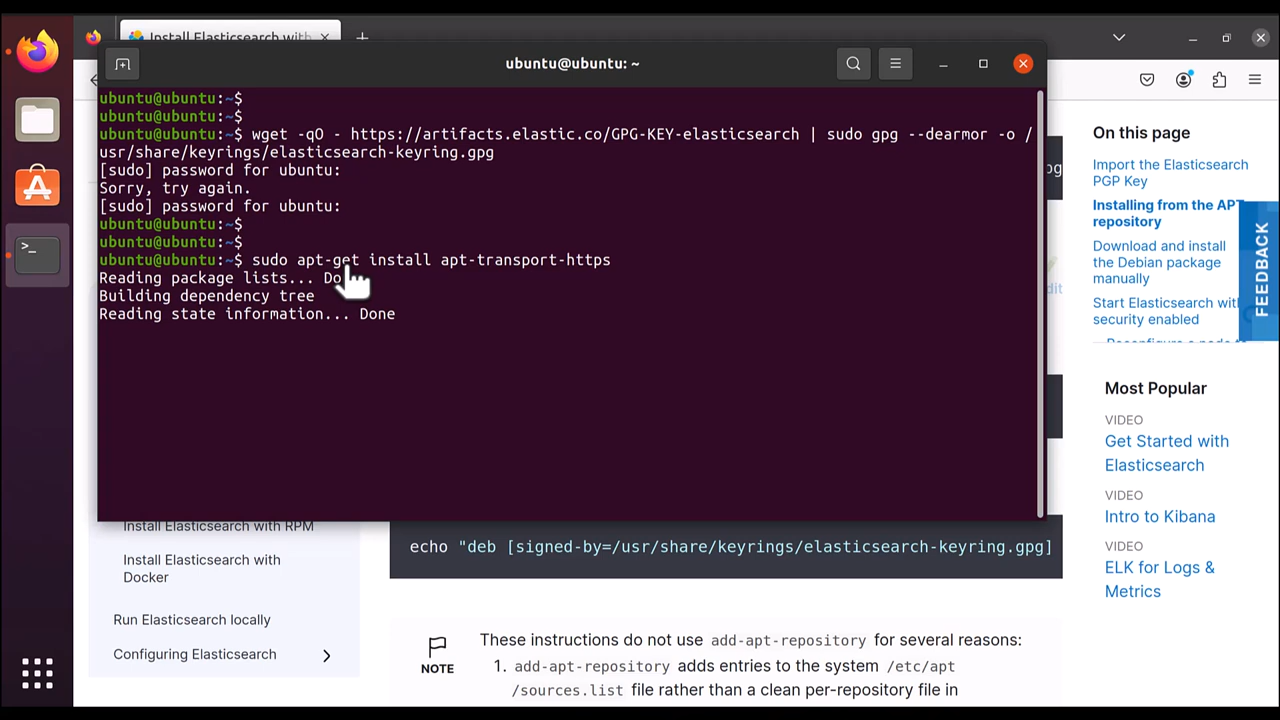 Install Elasticsearch with
ubuntu@ubuntu: ~
ubuntu@ubuntu:~$
ubuntu@ubuntu:~$
ubuntu@ubuntu:~$ wget -qO - https://artifacts.elastic.co/GPG-KEY-elasticsearch | sudo gpg --dearmor -o /
usr/share/keyrings/elasticsearch-keyring.gpg
[sudo] password for ubuntu:
Sorry, try again.
[sudo] password for ubuntu:
ubuntu@ubuntu:~$
ubuntu@ubuntu:~$
ubuntu@ubuntu:~$ sudo apt-get install apt-transport-https
Reading package lists... Do
Building dependency tree
Reading state information... Done
On this page
Import the Elasticsearch
PGP Key
Installing from the APT
repository
Download and install
the Debian package
manually
Start Elasticsearch with
security enabled
Reconfigure a node to
FEEDBACK
Most Popular
VIDEO
Get Started with
Elasticsearch
VIDEO
Intro to Kibana
VIDEO
ELK for Logs &
Metrics
Install Elasticsearch with RPM
Install Elasticsearch with
Docker
Run Elasticsearch locally
Configuring Elasticsearch
echo "deb [signed-by=/usr/share/keyrings/elasticsearch-keyring.gpg]
NOTE
These instructions do not use add-apt-repository for several reasons:
1. add-apt-repository adds entries to the system /etc/apt
/sources.list file rather than a clean per-repository file in